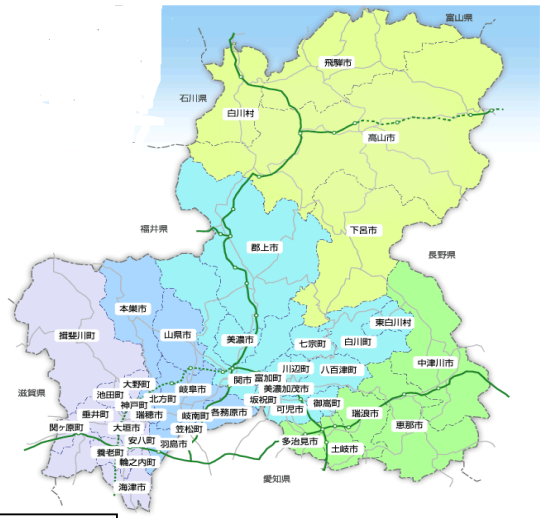 富山県
飛騨市
石川県
白川村
高山市
福井県
下呂市
郡上市
長野県
本巣市
東白川村
山県市
揖斐川町
美濃市
七宗町
白川町
中津川市
川辺町
八百津町
大野町
関市
富加町
滋賀県
池田町
岐阜市
美濃加茂市
北方町
神戸町
坂祝町
御嵩町
垂井町
瑞穂市
岐南町
各務原市
可児市
瑞浪市
関ヶ原町
大垣市
笠松町
恵那市
安八町
羽島市
多治見市
養老町
土岐市
輪之内町
愛知県
海津市